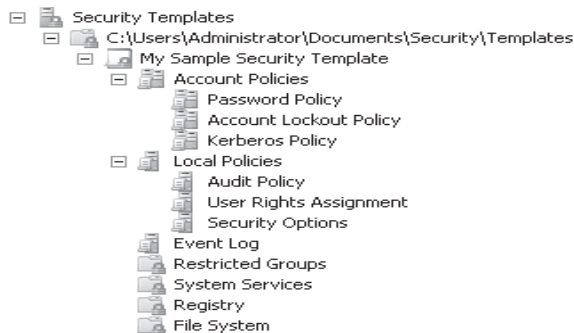 Security Templates
C:\Users\Administrator\Documents\Security\Templates
My Sample Security Template
Account Policies
Password Policy
Account Lockout Policy
Kerberos Policy
Local Policies
Audit Policy
User Rights Assignment
Security Options
Event Log
Restricted Groups
System Services
Registry
File System